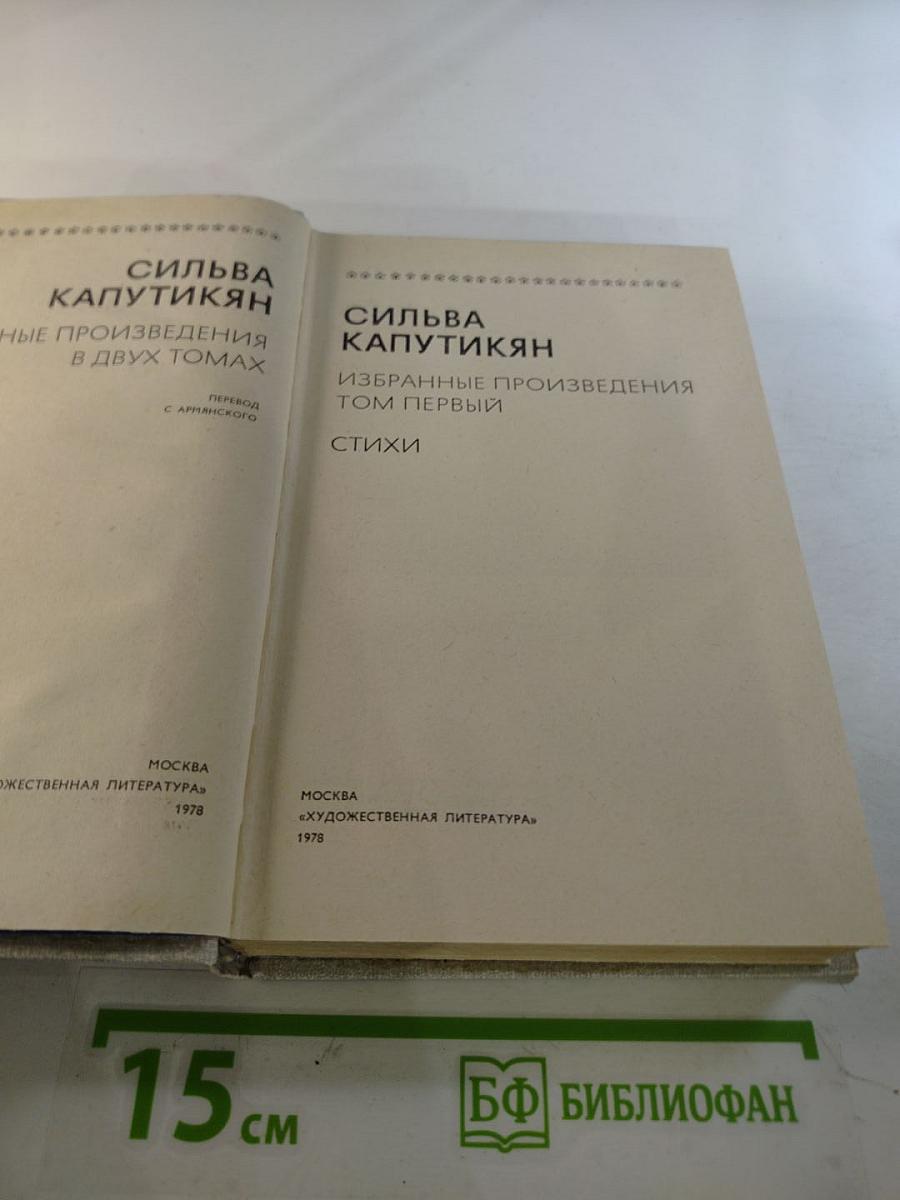 СИЛЬВА
КАПУТИКЯН
НЫЕ ПРОИЗВЕДЕНИЯ
В ДВУХ ТОМАХ
ПЕРЕВОД
С АРМЯНСКОГО
МОСКВА
ОЖЕСТВЕННАЯ ЛИТЕРАТУРА»
1978
СИЛЬВА
КАПУТИКЯН
ИЗБРАННЫЕ ПРОИЗВЕДЕНИЯ
ТОМ ПЕРВЫЙ
СТИХИ
МОСКВА
«ХУДОЖЕСТВЕННАЯ ЛИТЕРАТУРА»
1978
15 см
БФ БИБЛИОФАН